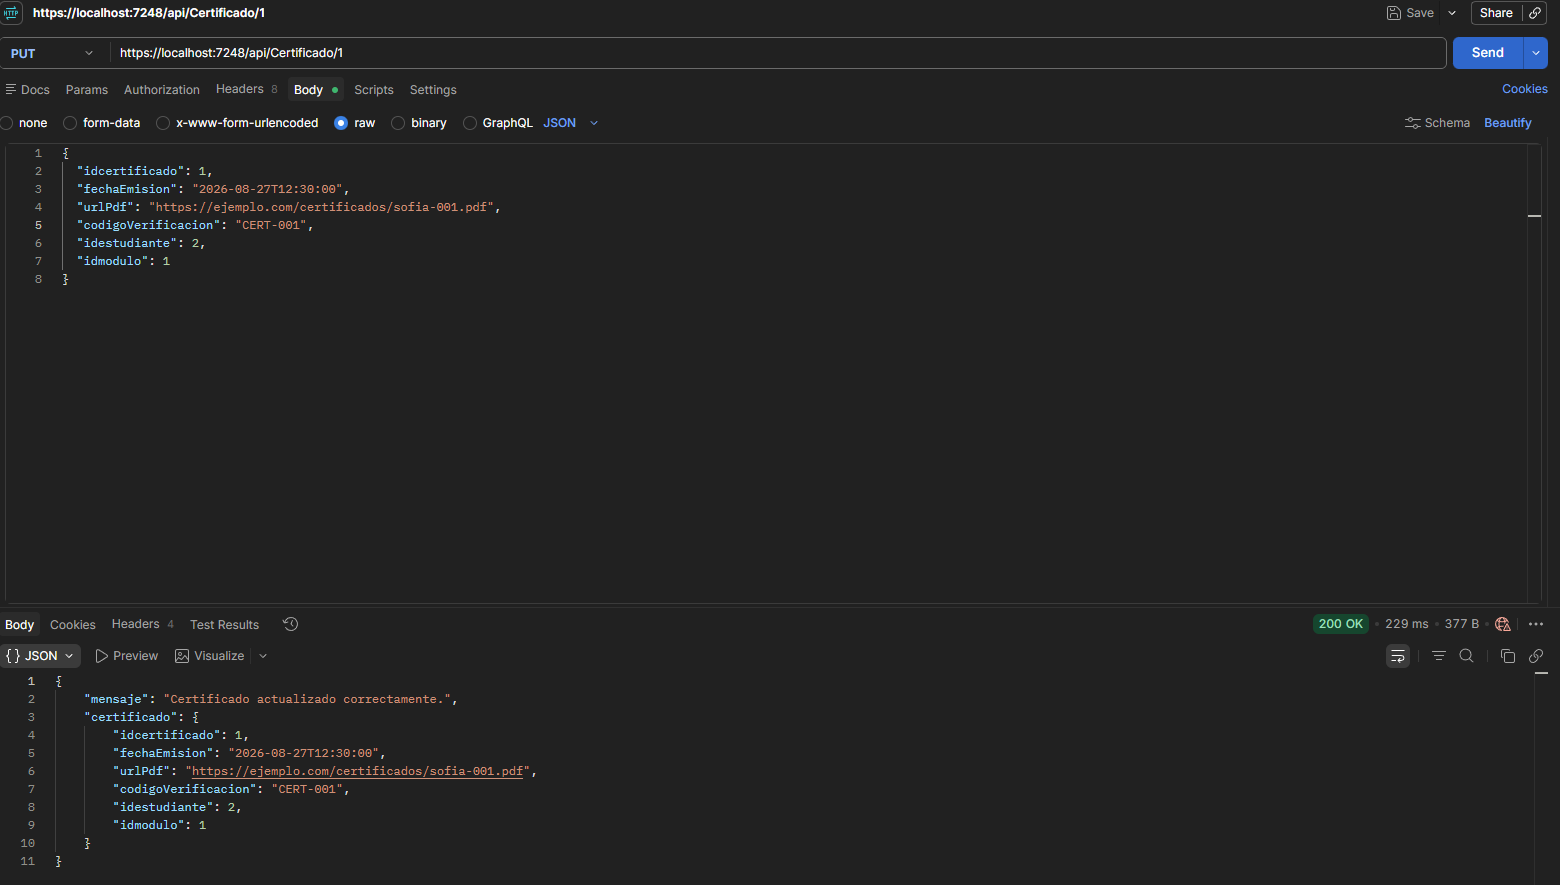 HTTP https://localhost:7248/api/Certificado/1 Save Share
PUT https://localhost:7248/api/Certificado/1 Send
Docs Params Authorization Headers 8 Body Scripts Settings Cookies
none form-data x-www-form-urlencoded raw binary GraphQL JSON Schema Beautify
1 {
2 "idcertificado": 1,
3 "fechaEmision": "2026-08-27T12:30:00",
4 "urlPdf": "https://ejemplo.com/certificados/sofia-001.pdf",
5 "codigoVerificacion": "CERT-001",
6 "idestudiante": 2,
7 "idmodulo": 1
8 }
Body Cookies Headers 4 Test Results 200 OK • 229 ms • 377 B •
{} JSON Preview Visualize
1 {
2 "mensaje": "Certificado actualizado correctamente.",
3 "certificado": {
4 "idcertificado": 1,
5 "fechaEmision": "2026-08-27T12:30:00",
6 "urlPdf": "https://ejemplo.com/certificados/sofia-001.pdf",
7 "codigoVerificacion": "CERT-001",
8 "idestudiante": 2,
9 "idmodulo": 1
10 }
11 }